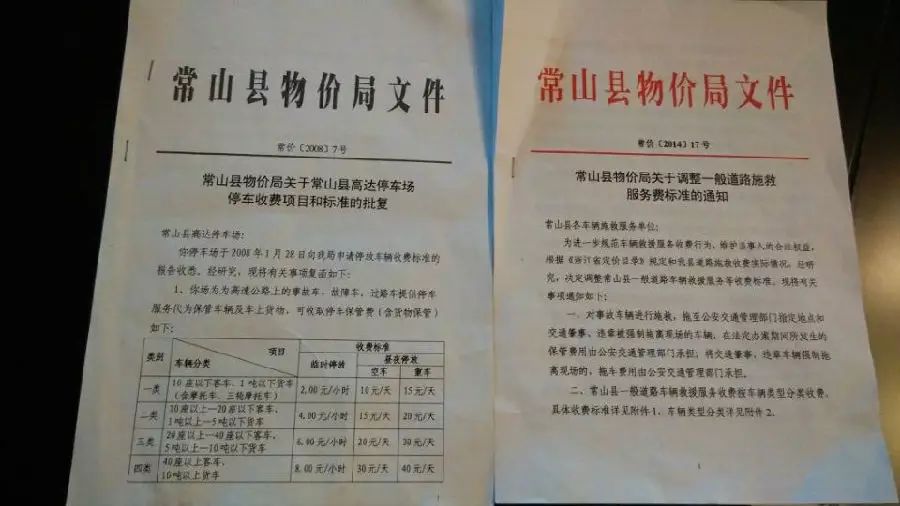 常山县物价局文件
常价〔2008〕7号
常山县物价局关于常山县高达停车场
停车收费项目和标准的批复
常山县高达停车场:
你停车场于2008年1月28日向我局申请停放车辆收费标准的
报告收悉。经研究,现将有关事项复函如下:
1、你场为为高速公路上的事故车、故障车、过路车提供停车
服务仅为保管车辆及车上货物,可收取停车保管费(含货物保管)
如下:
类别 项目 车辆分类 收费标准
临时停放 昼夜停放
空车 重车
一类 10座以下客车、1吨以下货车(含摩托车、三轮摩托车) 2.00元/小时 10元/天 15元/天
二类 10座以上—20座以下客车、1吨以上—5吨以下货车 4.00元/小时 15元/天 20元/天
三类 20座以上—40座以下客车、5吨以上—10吨以下货车 6.00元/小时 20元/天 30元/天
四类 40座以上客车、10吨以上货车 8.00元/小时 30元/天 40元/天
1
常山县物价局文件
常价〔2014〕17号
常山县物价局关于调整一般道路施救
服务费标准的通知
常山县各车辆施救服务单位:
为进一步规范车辆救援服务收费行为,维护当事人的合法权益,
根据《浙江省定价目录》规定和我县道路施救收费实际情况,经研
究,决定调整常山县一般道路车辆救援服务等收费标准。现将有关
事项通知如下:
一、对事故车辆进行施救,拖至公安交通管理部门指定地点和
交通肇事、违章被强制拖离现场的车辆,在法定办案期间所发生的
保管费用由公安交通管理部门承担;将交通肇事、违章车辆强制拖
离现场的,拖车费用由公安交通管理部门承担。
二、常山县一般道路车辆救援服务收费按车辆类型分类收费。
具体收费标准详见附件1、车辆类型分类详见附件2。
1